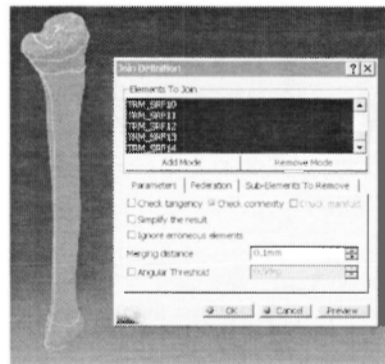 Join Definition
Elements To Join
TRM_SRF10
TRM_SRF11
TRM_SRF12
TRM_SRF13
TRM_SRF14
Add Mode Remove Mode
Parameters Federation Sub-Elements To Remove
Check tangency Check connexity Check manifold
Simplify the result
Ignore erroneous elements
Merging distance 0.1mm
Angular Threshold 0.5deg
OK Cancel Preview